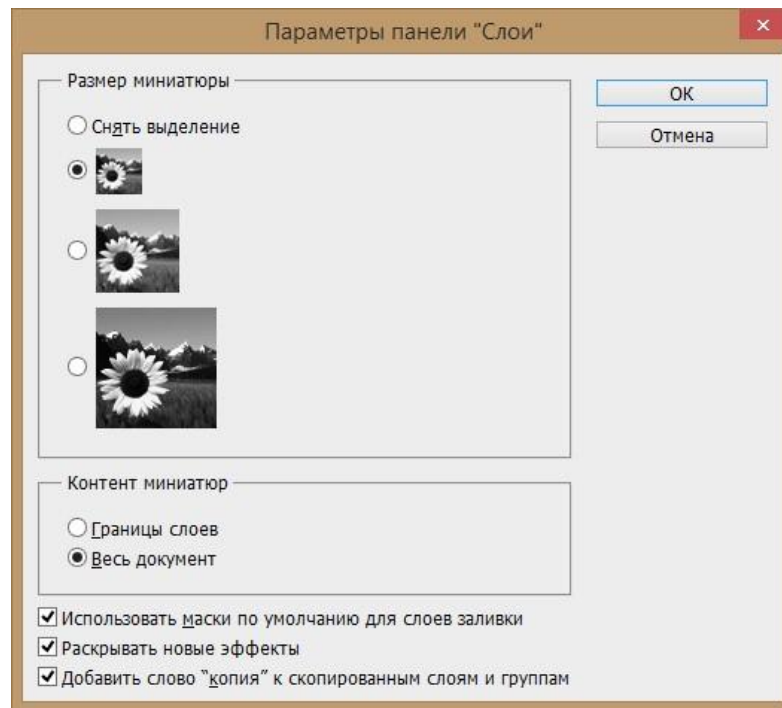 Параметры панели "Слои"
Размер миниатюры
Снять выделение
Контент миниатюр
Границы слоев
Весь документ
Использовать маски по умолчанию для слоев заливки
Раскрывать новые эффекты
Добавить слово "копия" к скопированным слоям и группам
OK
Отмена